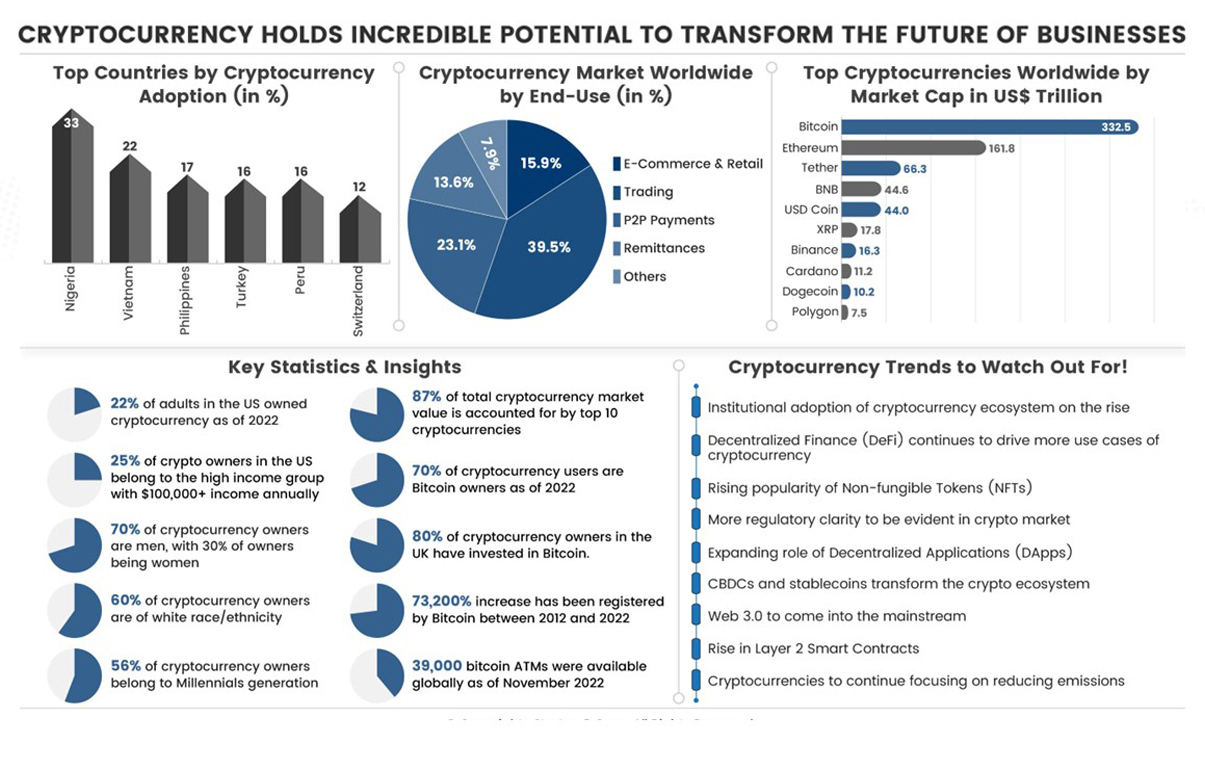 CRYPTOCURRENCY HOLDS INCREDIBLE POTENTIAL TO TRANSFORM THE FUTURE OF BUSINESSES
Top Countries by Cryptocurrency
Adoption (in %)
33
22
17
16
16
12
Nigeria
Vietnam
Philippines
Turkey
Peru
Switzerland
Cryptocurrency Market Worldwide
by End-Use (in %)
15.9%
39.5%
23.1%
13.6%
7.9%
E-Commerce & Retail
Trading
P2P Payments
Remittances
Others
Top Cryptocurrencies Worldwide by
Market Cap in US$ Trillion
Bitcoin 332.5
Ethereum 161.8
Tether 66.3
BNB 44.6
USD Coin 44.0
XRP 17.8
Binance 16.3
Cardano 11.2
Dogecoin 10.2
Polygon 7.5
Key Statistics & Insights
22% of adults in the US owned
cryptocurrency as of 2022
25% of crypto owners in the US
belong to the high income group
with $100,000+ income annually
70% of cryptocurrency owners
are men, with 30% of owners
being women
60% of cryptocurrency owners
are of white race/ethnicity
56% of cryptocurrency owners
belong to Millennials generation
87% of total cryptocurrency market
value is accounted for by top 10
cryptocurrencies
70% of cryptocurrency users are
Bitcoin owners as of 2022
80% of cryptocurrency owners in the
UK have invested in Bitcoin.
73,200% increase has been registered
by Bitcoin between 2012 and 2022
39,000 bitcoin ATMs were available
globally as of November 2022
Cryptocurrency Trends to Watch Out For!
Institutional adoption of cryptocurrency ecosystem on the rise
Decentralized Finance (DeFi) continues to drive more use cases of
cryptocurrency
Rising popularity of Non-fungible Tokens (NFTs)
More regulatory clarity to be evident in crypto market
Expanding role of Decentralized Applications (DApps)
CBDCs and stablecoins transform the crypto ecosystem
Web 3.0 to come into the mainstream
Rise in Layer 2 Smart Contracts
Cryptocurrencies to continue focusing on reducing emissions